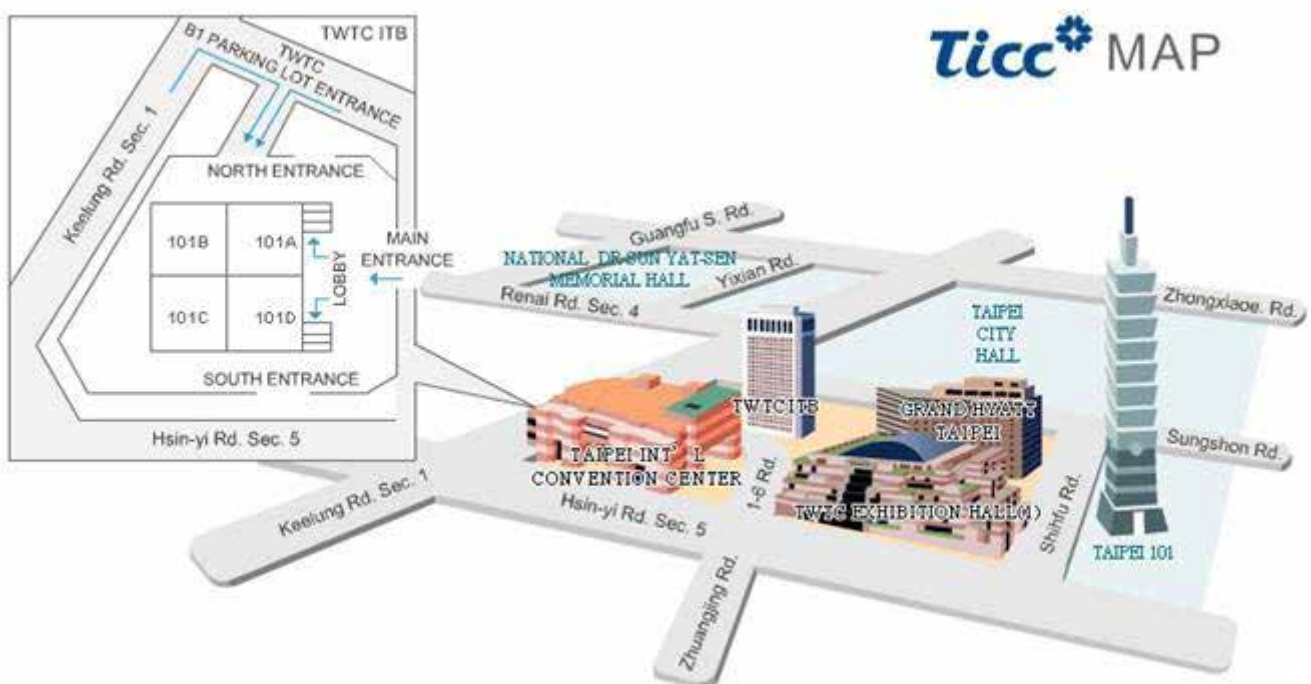 Ticc MAP
TWTC ITB
TWTC
B1 PARKING LOT ENTRANCE
Keelung Rd. Sec. 1
NORTH ENTRANCE
101B
101A
MAIN
ENTRANCE
LOBBY
101C
101D
SOUTH ENTRANCE
Hsin-yi Rd. Sec. 5
Guangfu S. Rd.
NATIONAL DR·SUN YAT-SEN
MEMORIAL HALL
Yixian Rd.
Renai Rd. Sec. 4
Zhongxiaoe. Rd.
TAIPEI
CITY
HALL
TWTCITB
GRAND HYATT
TAIPEI
Sungshon Rd.
TAIPEI INT' L
CONVENTION CENTER
1-6 Rd.
TWTC EXHIBITION HALL(1)
Shihfu Rd.
TAIPEI 101
Keelung Rd. Sec. 1
Hsin-yi Rd. Sec. 5
Zhuangjing Rd.